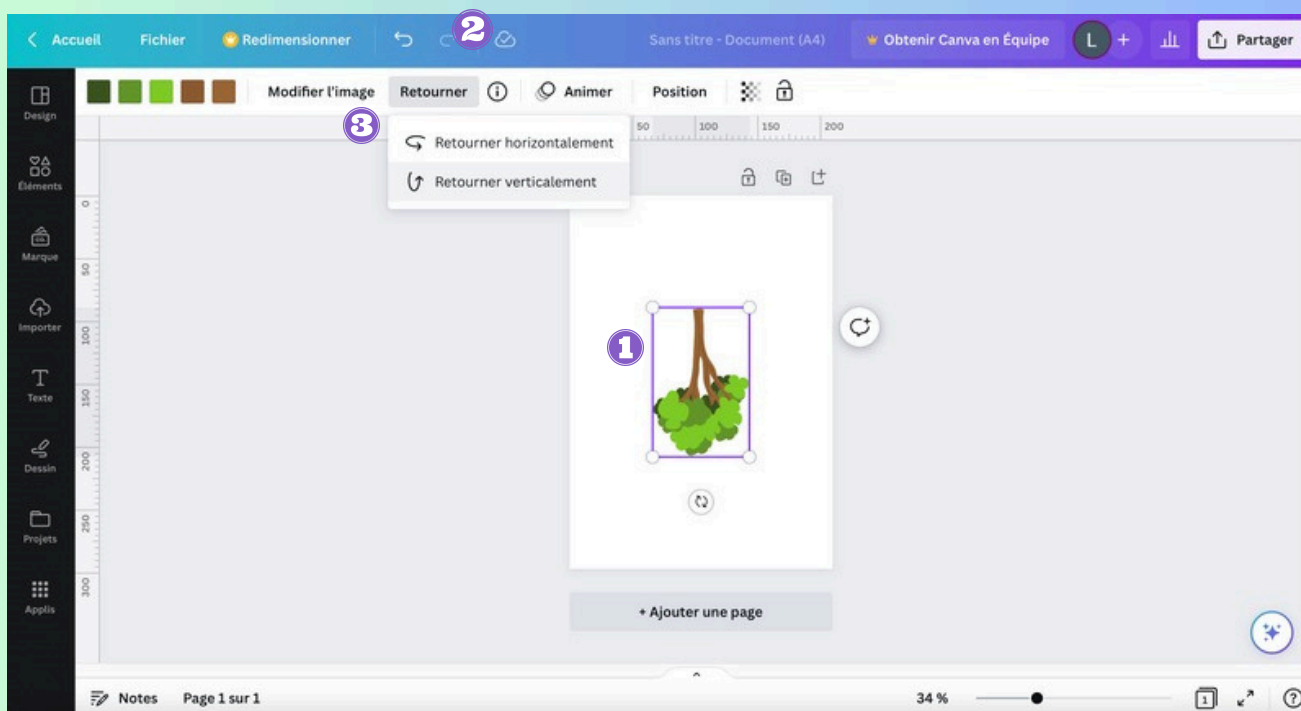 Accueil Fichier Redimensionner 2 Sans titre - Document (A4) Obtenir Canva en Équipe L + Partager
Modifier l'image Retourner Animer Position
3
Retourner horizontalement
Retourner verticalement
50 100 150 200
Design
Éléments
Marque
Importer
Texte
Dessin
Projets
Applis
0
50
100
150
200
250
300
1
+ Ajouter une page
Notes Page 1 sur 1 34 % 1 ?